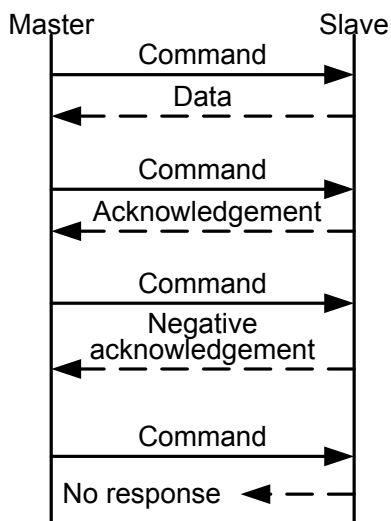 Master Slave
Command
Data
Command
Acknowledgement
Command
Negative
acknowledgement
Command
No response